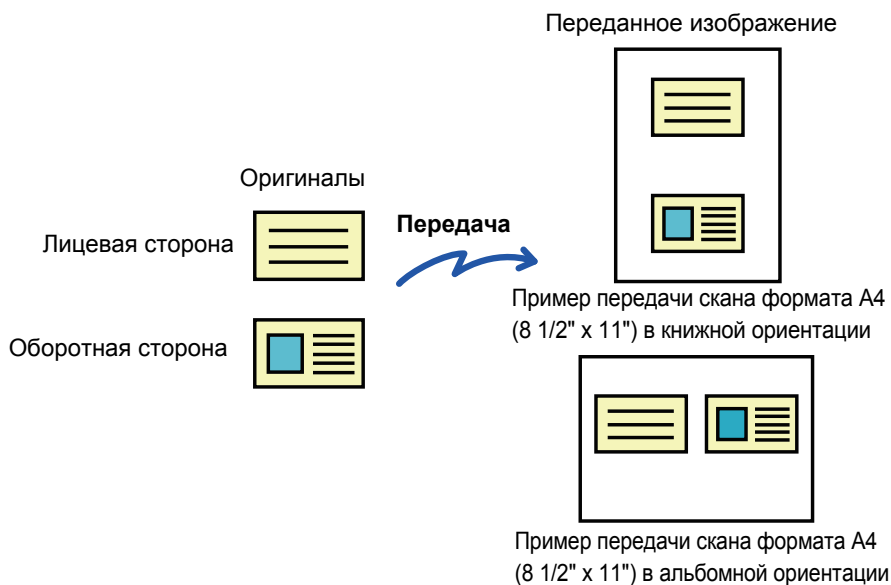 Переданное изображение
Оригиналы
Лицевая сторона
Передача
Оборотная сторона
Пример передачи скана формата A4
(8 1/2" x 11") в книжной ориентации
Пример передачи скана формата A4
(8 1/2" x 11") в альбомной ориентации